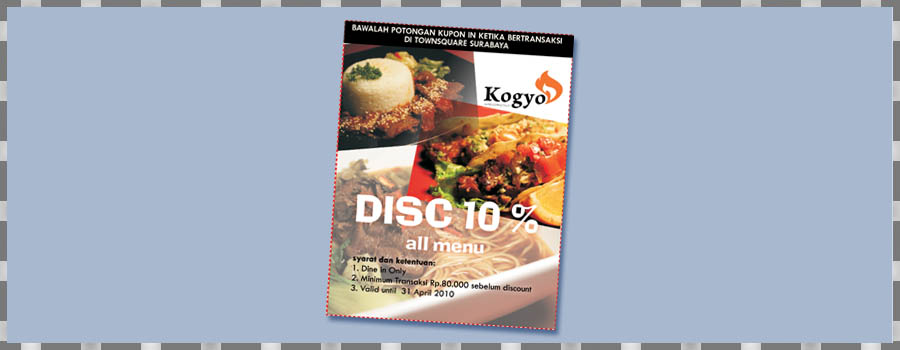 BAWALAH POTONGAN KUPON IN KETIKA BERTRANSAKSI
DI TOWNSQUARE SURABAYA
Kogyo
DISC 10 %
all menu
syarat dan ketentuan:
1. Dine in Only
2. Minimum Transaksi Rp.80.000 sebelum discount
3. Valid until 31 April 2010